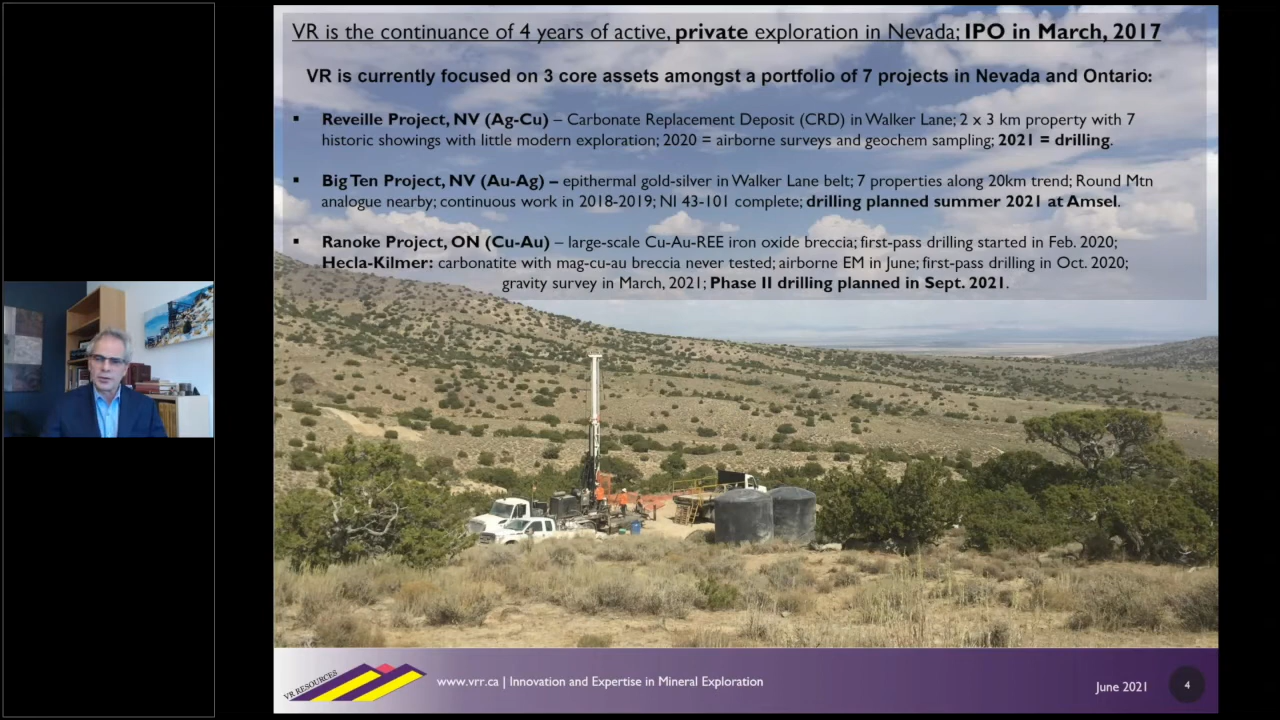 VR is the continuance of 4 years of active, private exploration in Nevada; IPO in March, 2017
VR is currently focused on 3 core assets amongst a portfolio of 7 projects in Nevada and Ontario:
▪ Reveille Project, NV (Ag-Cu) – Carbonate Replacement Deposit (CRD) in Walker Lane; 2 x 3 km property with 7
historic showings with little modern exploration; 2020 = airborne surveys and geochem sampling; 2021 = drilling.
▪ Big Ten Project, NV (Au-Ag) – epithermal gold-silver in Walker Lane belt; 7 properties along 20km trend; Round Mtn
analogue nearby; continuous work in 2018-2019; NI 43-101 complete; drilling planned summer 2021 at Amsel.
▪ Ranoke Project, ON (Cu-Au) – large-scale Cu-Au-REE iron oxide breccia; first-pass drilling started in Feb. 2020;
Hecla-Kilmer: carbonatite with mag-cu-au breccia never tested; airborne EM in June; first-pass drilling in Oct. 2020;
gravity survey in March, 2021; Phase II drilling planned in Sept. 2021.
VR RESOURCES
www.vrr.ca | Innovation and Expertise in Mineral Exploration
June 2021
4